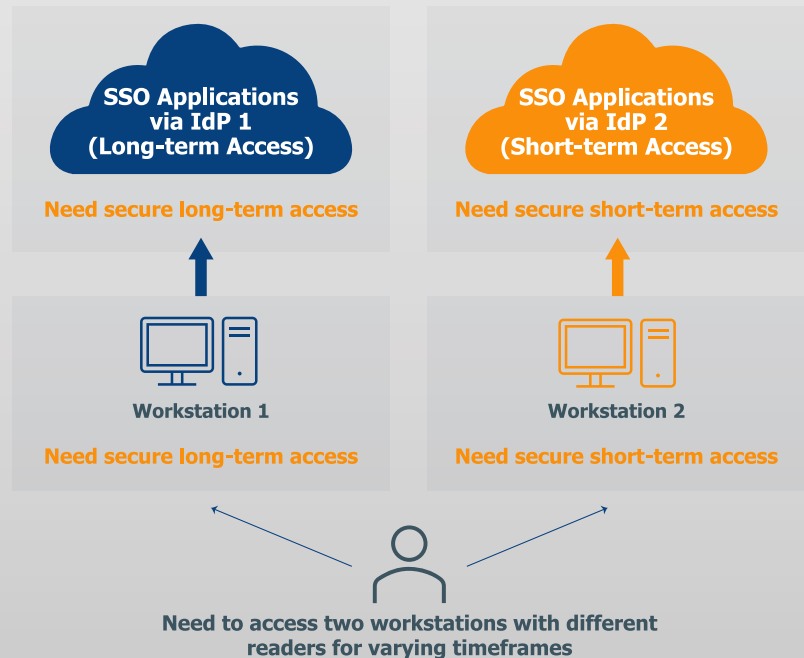 SSO Applications
via IdP 1
(Long-term Access)
Need secure long-term access
SSO Applications
via IdP 2
(Short-term Access)
Need secure short-term access
Workstation 1
Need secure long-term access
Workstation 2
Need secure short-term access
Need to access two workstations with different
readers for varying timeframes